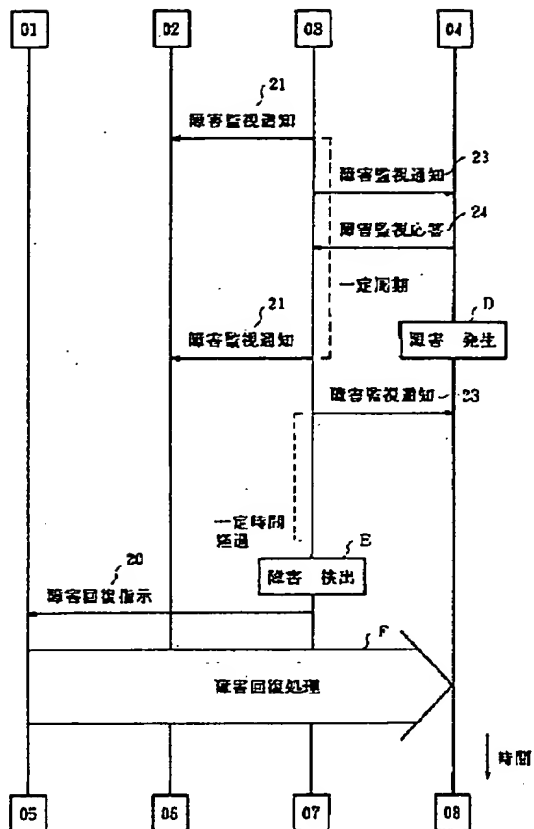 01 02 03 04
21
障害監視通知
23
障害監視通知
24
障害監視応答
一定周期
21
障害監視通知
D
障害 発生
障害監視通知 23
一定時間
経過
E
障害 検出
20
障害回復指示
F
障害回復処理
時間
05 06 07 08